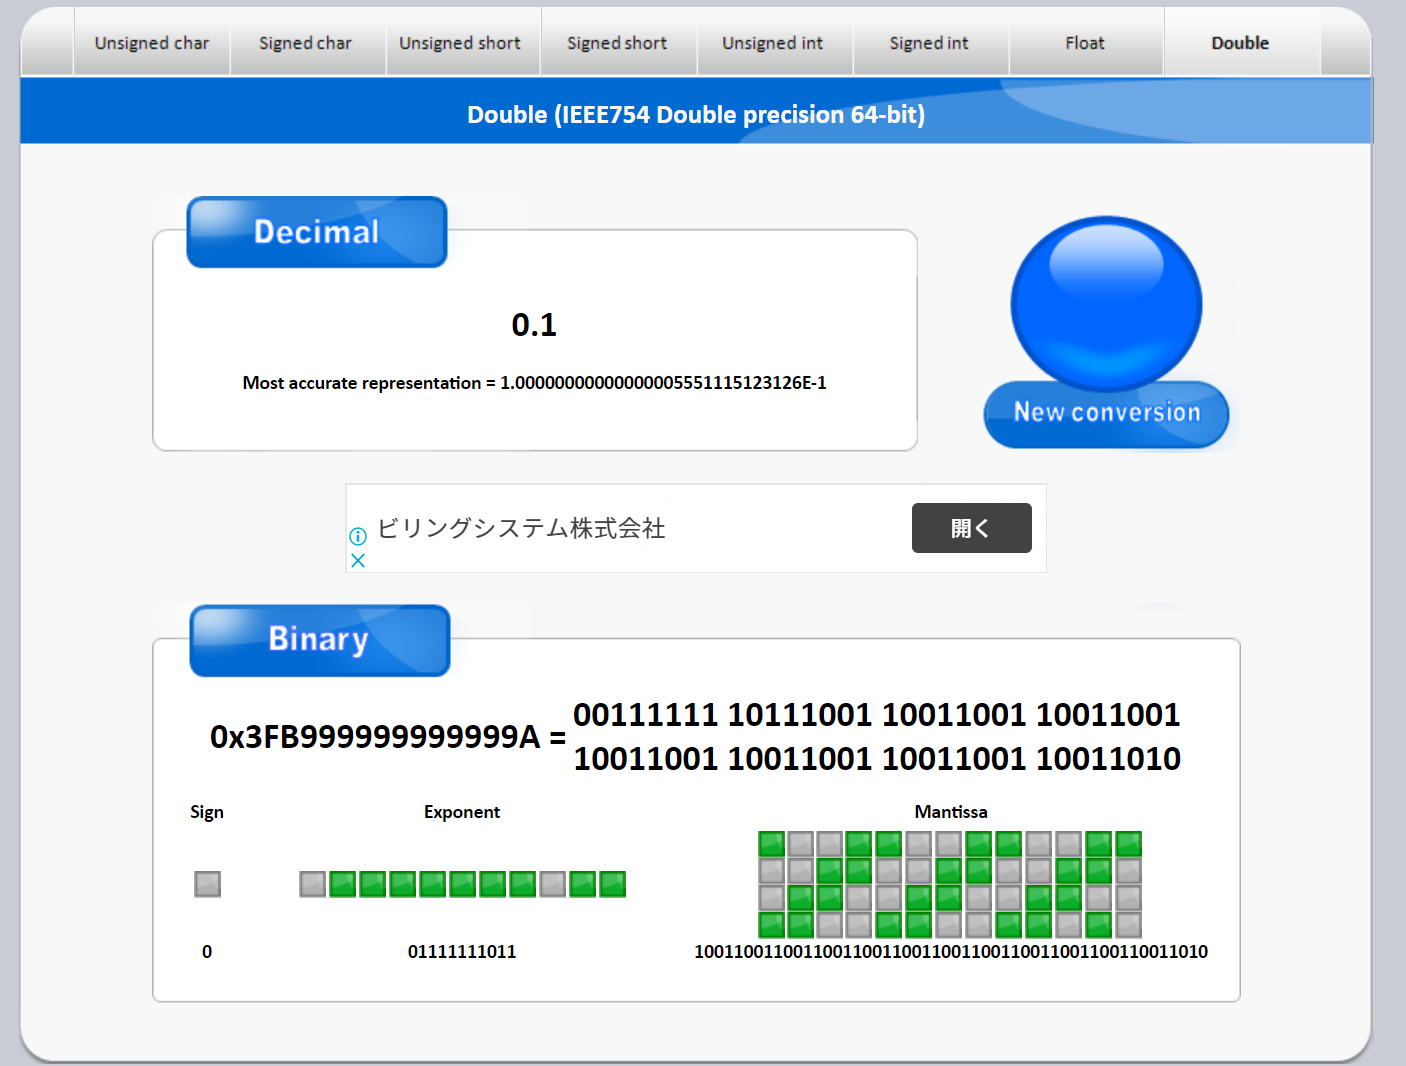 Unsigned char Signed char Unsigned short Signed short Unsigned int Signed int Float Double
Double (IEEE754 Double precision 64-bit)
Decimal
0.1
Most accurate representation = 1.00000000000000005551115123126E-1
New conversion
ビリングシステム株式会社
開く
Binary
0x3FB999999999999A =
00111111 10111001 10011001 10011001
10011001 10011001 10011001 10011010
Sign Exponent Mantissa
0 01111111011 1001100110011001100110011001100110011001100110011010